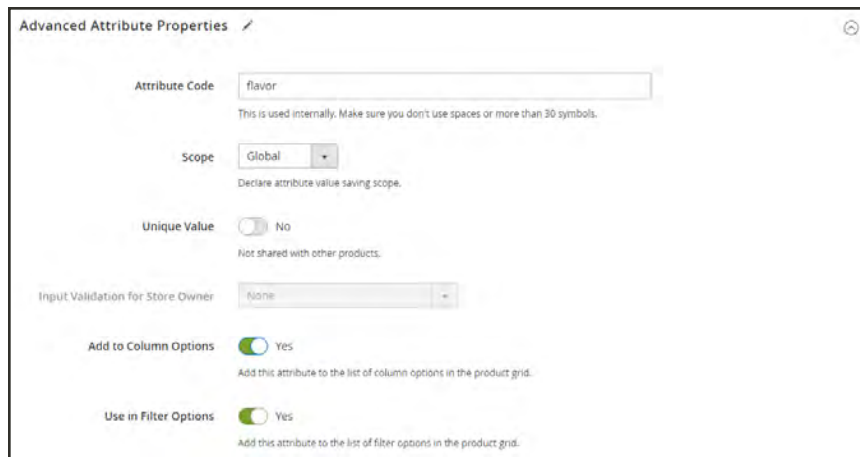 Advanced Attribute Properties
Attribute Code flavor
This is used internally. Make sure you don't use spaces or more than 30 symbols.
Scope Global
Declare attribute value saving scope.
Unique Value No
Not shared with other products.
Input Validation for Store Owner None
Add to Column Options Yes
Add this attribute to the list of column options in the product grid.
Use in Filter Options Yes
Add this attribute to the list of filter options in the product grid.